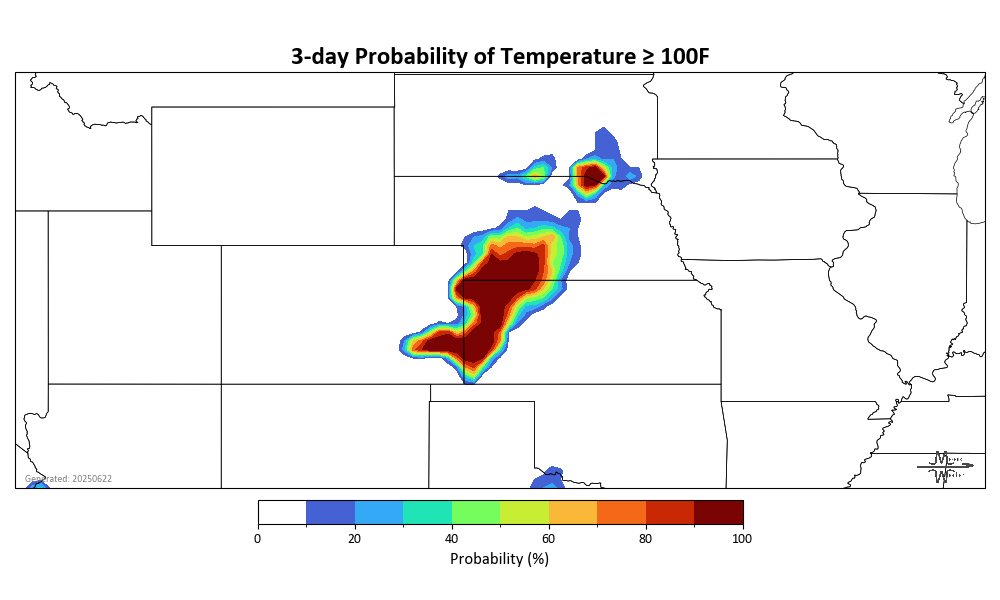 3-day Probability of Temperature ≥ 100F
Generated: 20250622
0 20 40 60 80 100
Probability (%)